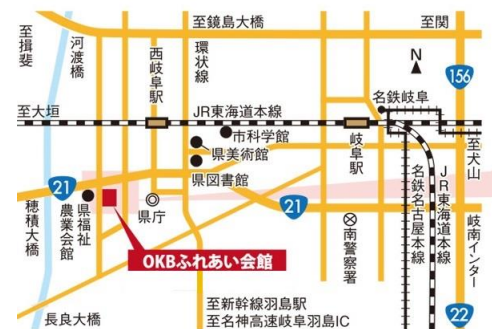 至鏡島大橋
至関
至揖斐
河渡橋
西岐阜駅
環状線
N
156
名鉄岐阜
至大垣
JR東海道本線
市科学館
県美術館
県図書館
岐阜駅
至犬山
21
穂積大橋
県福祉
農業会館
県庁
21
南警察署
名鉄名古屋本線
JR東海道本線
岐南インター
OKBふれあい会館
長良大橋
至新幹線羽島駅
至名神高速岐阜羽島IC
22